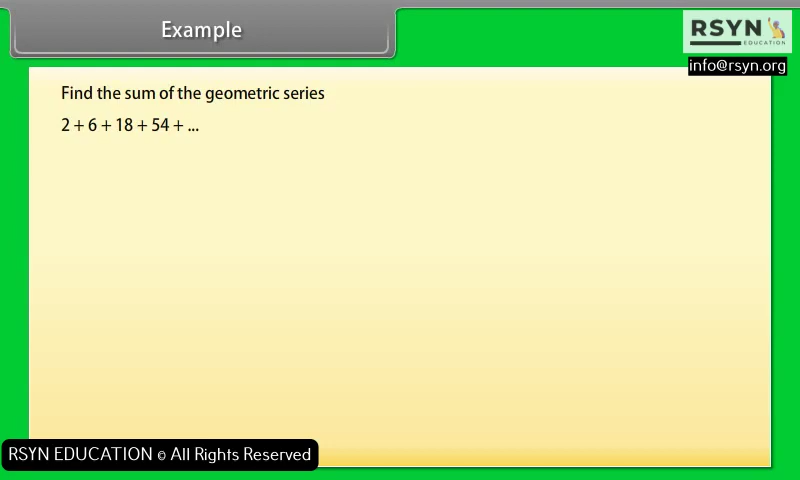 Example
RSYN
EDUCATION
info@rsyn.org
Find the sum of the geometric series
2 + 6 + 18 + 54 + ...
RSYN EDUCATION © All Rights Reserved